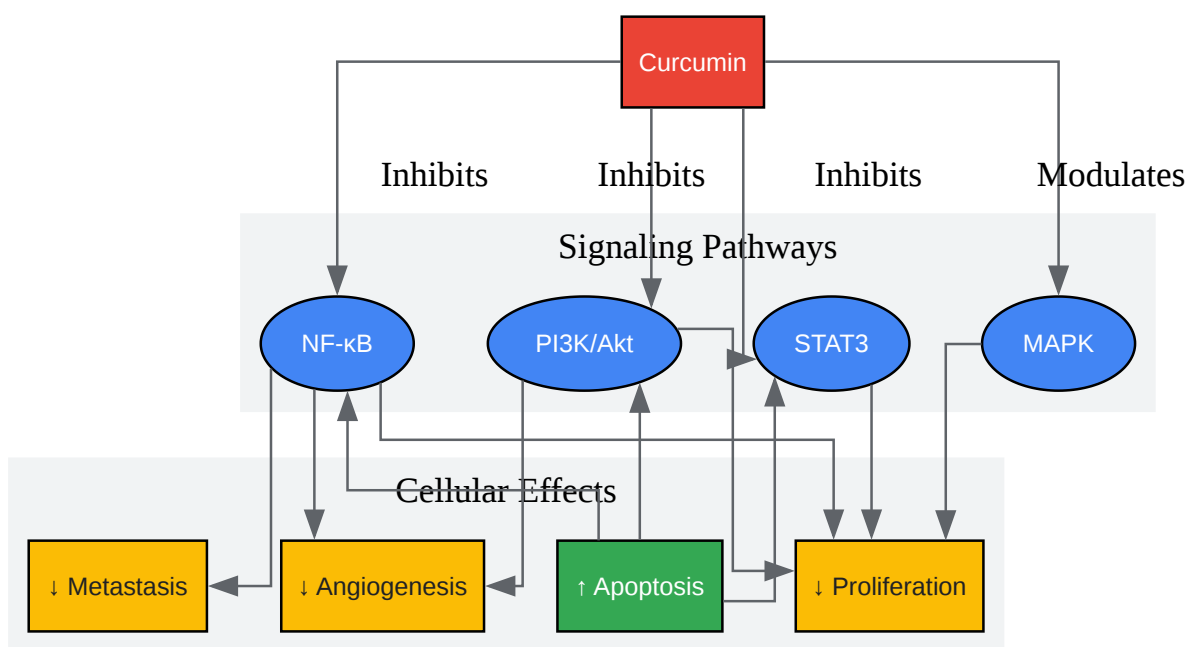 Curcumin
Inhibits
Inhibits
Inhibits
Modulates
Signaling Pathways
NF-κB
PI3K/Akt
STAT3
MAPK
Cellular Effects
↓ Metastasis
↓ Angiogenesis
↑ Apoptosis
↓ Proliferation